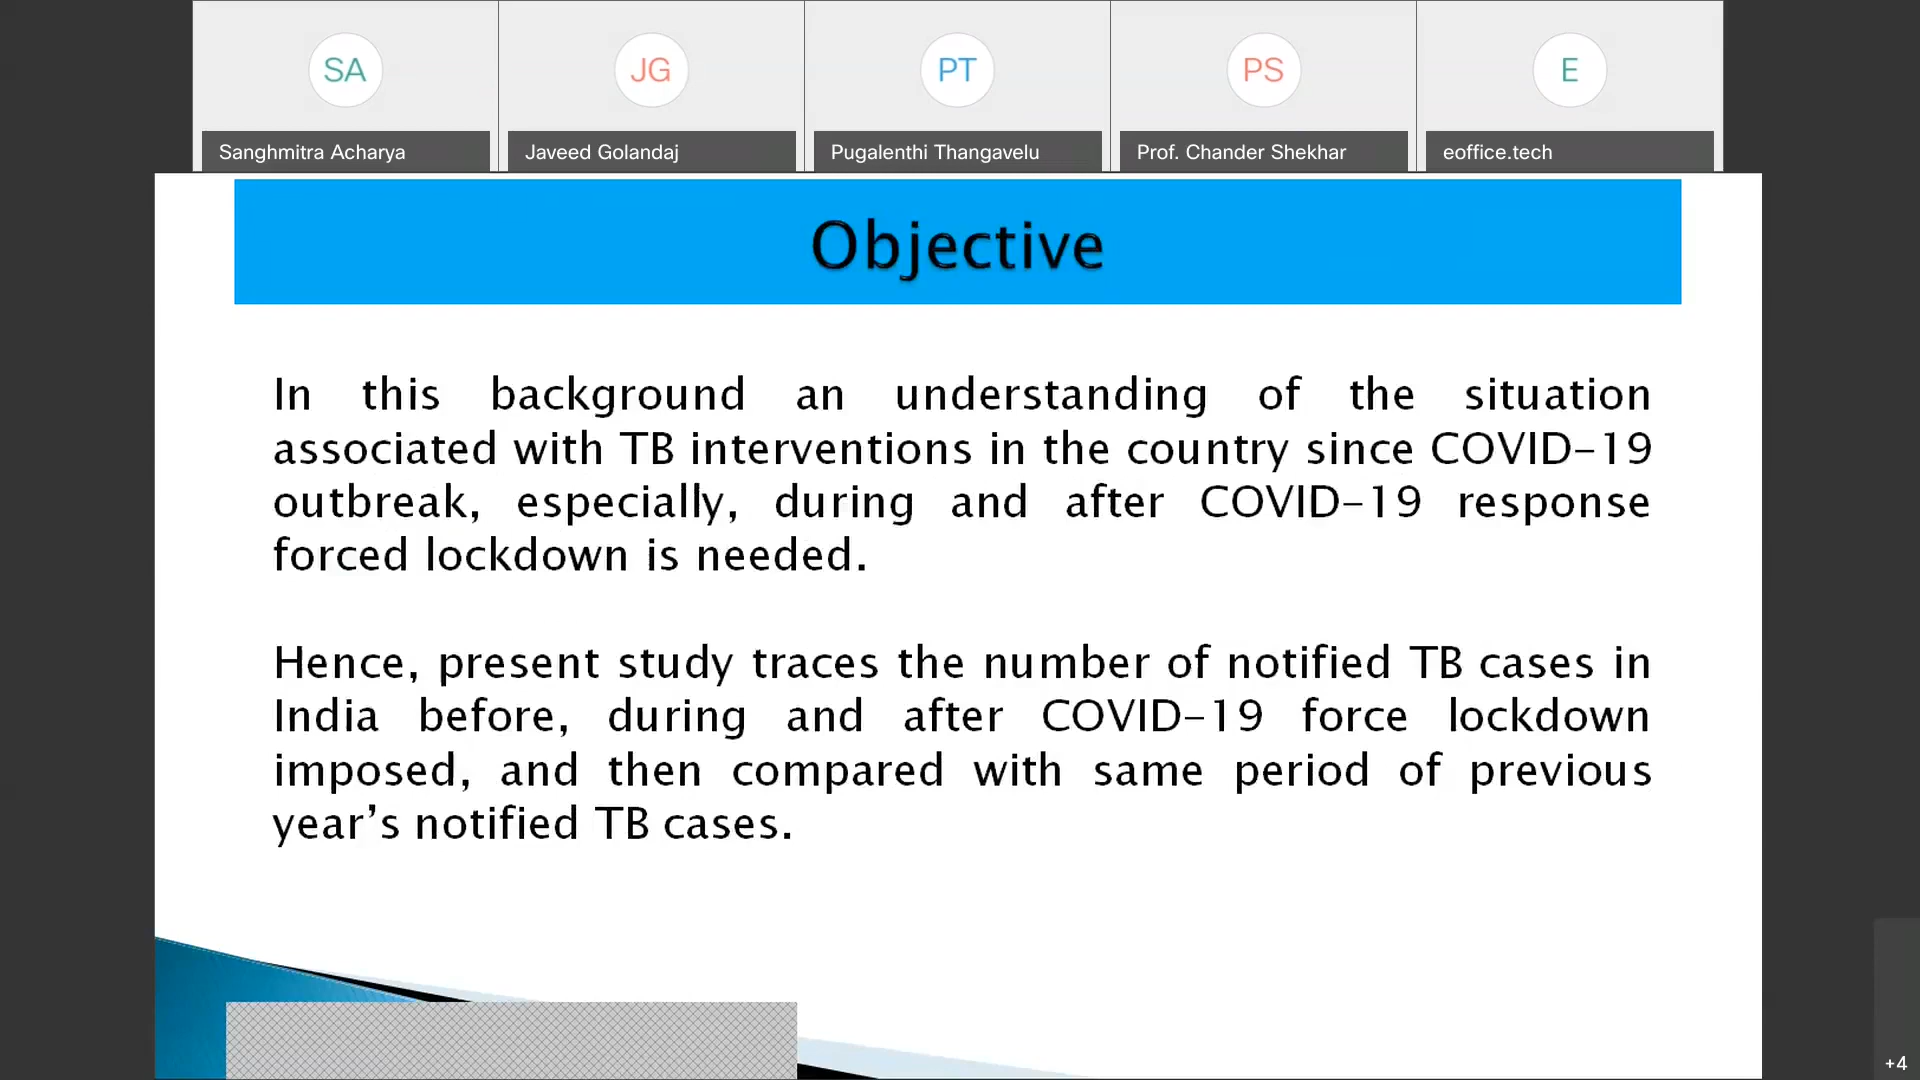 SA
JG
PT
PS
E
Sanghmitra Acharya
Javeed Golandaj
Pugalenthi Thangavelu
Prof. Chander Shekhar
eoffice.tech
Objective
In this background an understanding of the situation
associated with TB interventions in the country since COVID-19
outbreak, especially, during and after COVID-19 response
forced lockdown is needed.
Hence, present study traces the number of notified TB cases in
India before, during and after COVID-19 force lockdown
imposed, and then compared with same period of previous
year’s notified TB cases.
+4